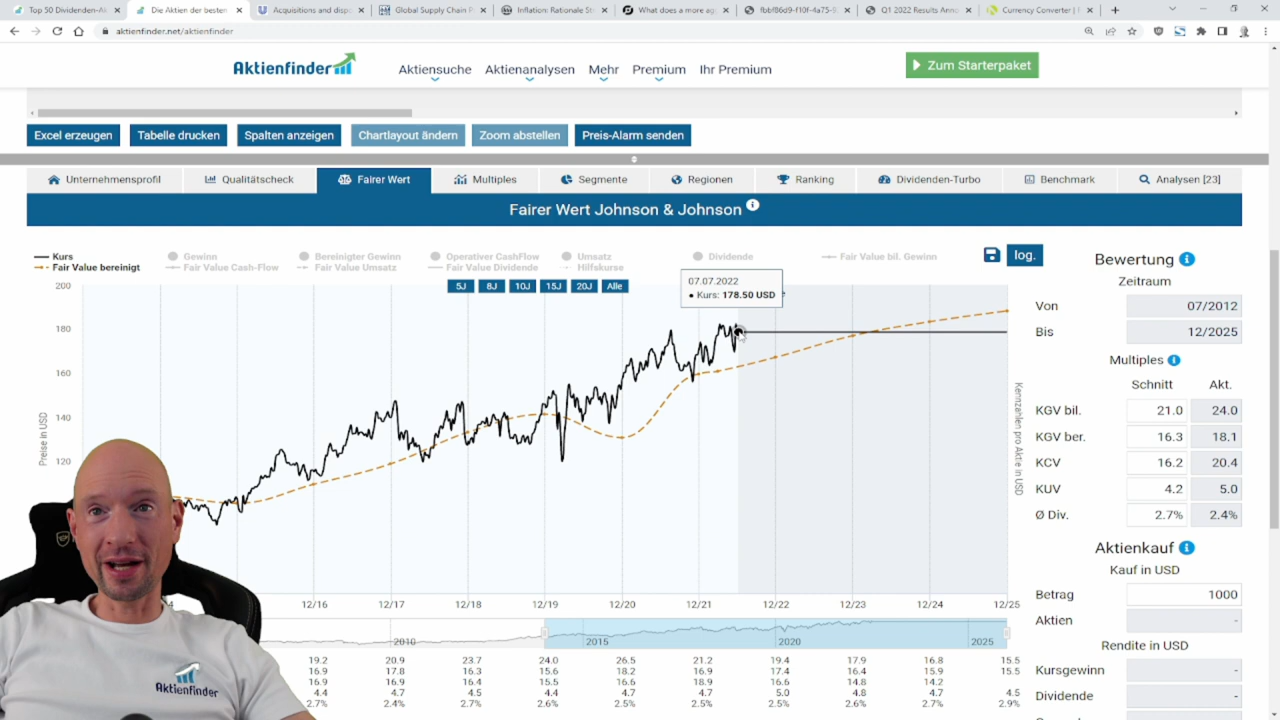 Top 50 Dividenden-Ak
Die Aktien der besten
Acquisitions and dispo
Global Supply Chain P
Inflation: Rationale St
What does a more ag
fbbf86d9-f10f-4a75-9
Q1 2022 Results Anno
Currency Converter | F
aktienfinder.net/aktienfinder
Aktienfinder
Aktiensuche
Aktienanalysen
Mehr
Premium
Ihr Premium
Zum Starterpaket
Excel erzeugen
Tabelle drucken
Spalten anzeigen
Chartlayout ändern
Zoom abstellen
Preis-Alarm senden
Unternehmensprofil
Qualitätscheck
Fairer Wert
Multiples
Segmente
Regionen
Ranking
Dividenden-Turbo
Benchmark
Analysen [23]
Fairer Wert Johnson & Johnson
Kurs
Gewinn
Bereinigter Gewinn
Operativer CashFlow
Umsatz
Dividende
Fair Value bil. Gewinn
Fair Value bereinigt
Fair Value Cash-Flow
Fair Value Umsatz
Fair Value Dividende
Hilfskurse
log.
5J
8J
10J
15J
20J
Alle
07.07.2022
Kurs: 178.50 USD
200
180
160
140
120
Preise in USD
Kennzahlen pro Aktie in USD
12/16
12/17
12/18
12/19
12/20
12/21
12/22
12/23
12/24
12/25
2010
2015
2020
2025
19.2 20.9 23.7 24.0 26.5 21.2 19.4 17.9 16.8 15.5
16.9 17.8 16.3 15.6 18.2 16.9 17.4 16.4 15.9 15.5
16.9 16.9 16.4 15.5 16.6 18.9 16.6 14.8 14.2
4.4 4.7 4.5 4.4 4.7 4.7 5.0 4.8 4.7 4.5
2.7% 2.4% 2.7% 2.6% 2.5% 2.5% 2.5% 2.6% 2.7% 2.9%
Bewertung
Zeitraum
Von 07/2012
Bis 12/2025
Multiples
Schnitt Akt.
KGV bil. 21.0 24.0
KGV ber. 16.3 18.1
KCV 16.2 20.4
KUV 4.2 5.0
Ø Div. 2.7% 2.4%
Aktienkauf
Kauf in USD
Betrag 1000
Aktien -
Rendite in USD
Kursgewinn -
Dividende -
Aktienfinder